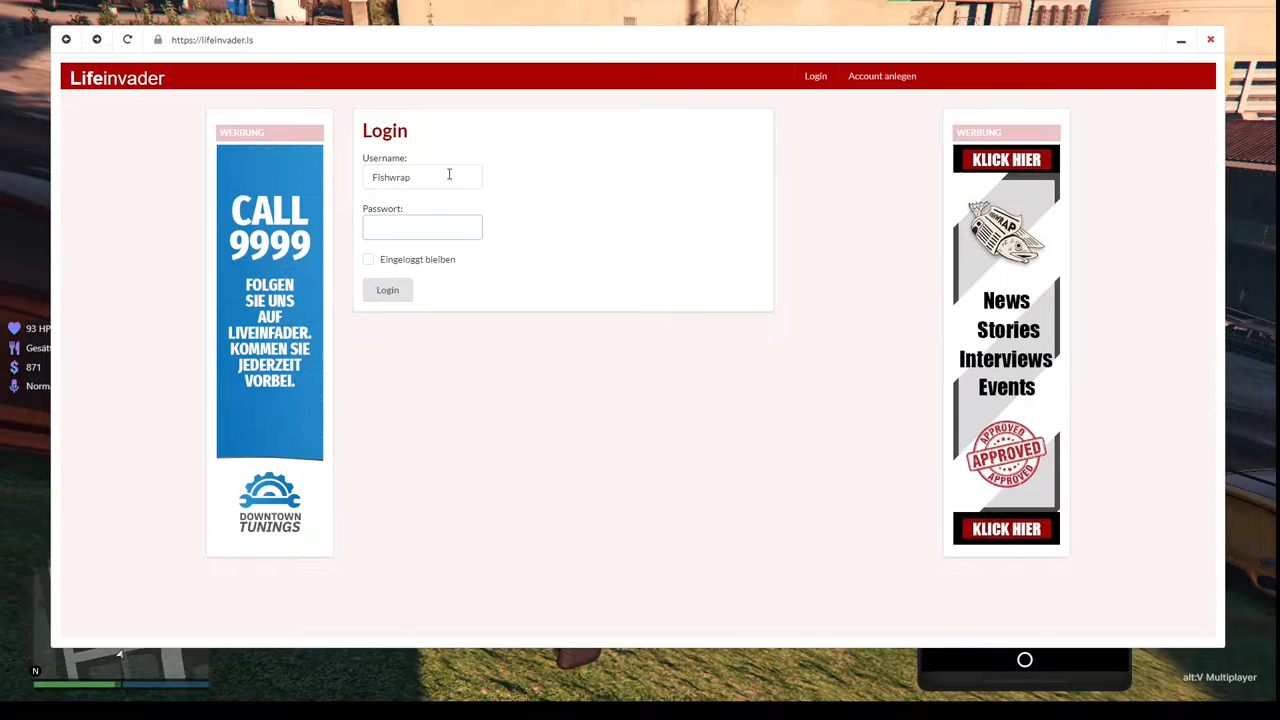 https://lifeinvader.ls
Lifeinvader
Login
Account anlegen
WERBUNG
CALL
9999
FOLGEN
SIE UNS
AUF
LIVEINFADER.
KOMMEN SIE
JEDERZEIT
VORBEI.
DOWNTOWN
TUNINGS
Login
Username:
Fishwrap
Passwort:
Eingeloggt bleiben
Login
WERBUNG
KLICK HIER
News
Stories
Interviews
Events
APPROVED
APPROVED
APPROVED
KLICK HIER
93 HP
871
N
alt:V Multiplayer